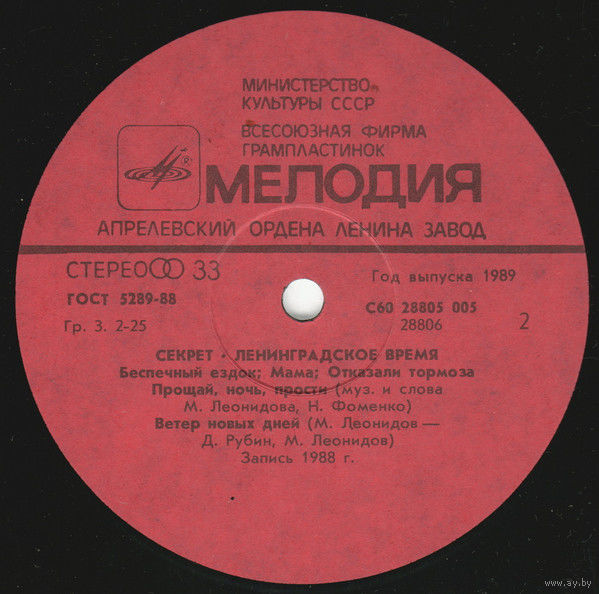 МИНИСТЕРСТВО
КУЛЬТУРЫ СССР
ВСЕСОЮЗНАЯ ФИРМА
ГРАМПЛАСТИНОК
МЕЛОДИЯ
АПРЕЛЕВСКИЙ ОРДЕНА ЛЕНИНА ЗАВОД
СТЕРЕО 33
Год выпуска 1989
ГОСТ 5289-88
С60 28805 005
Гр. 3. 2-25
28806
2
СЕКРЕТ • ЛЕНИНГРАДСКОЕ ВРЕМЯ
Беспечный ездок; Мама; Отказали тормоза
Прощай, ночь, прости (муз. и слова
М. Леонидова, Н. Фоменко)
Ветер новых дней (М. Леонидов —
Д. Рубин, М. Леонидов)
Запись 1988 г.
www.ay.by